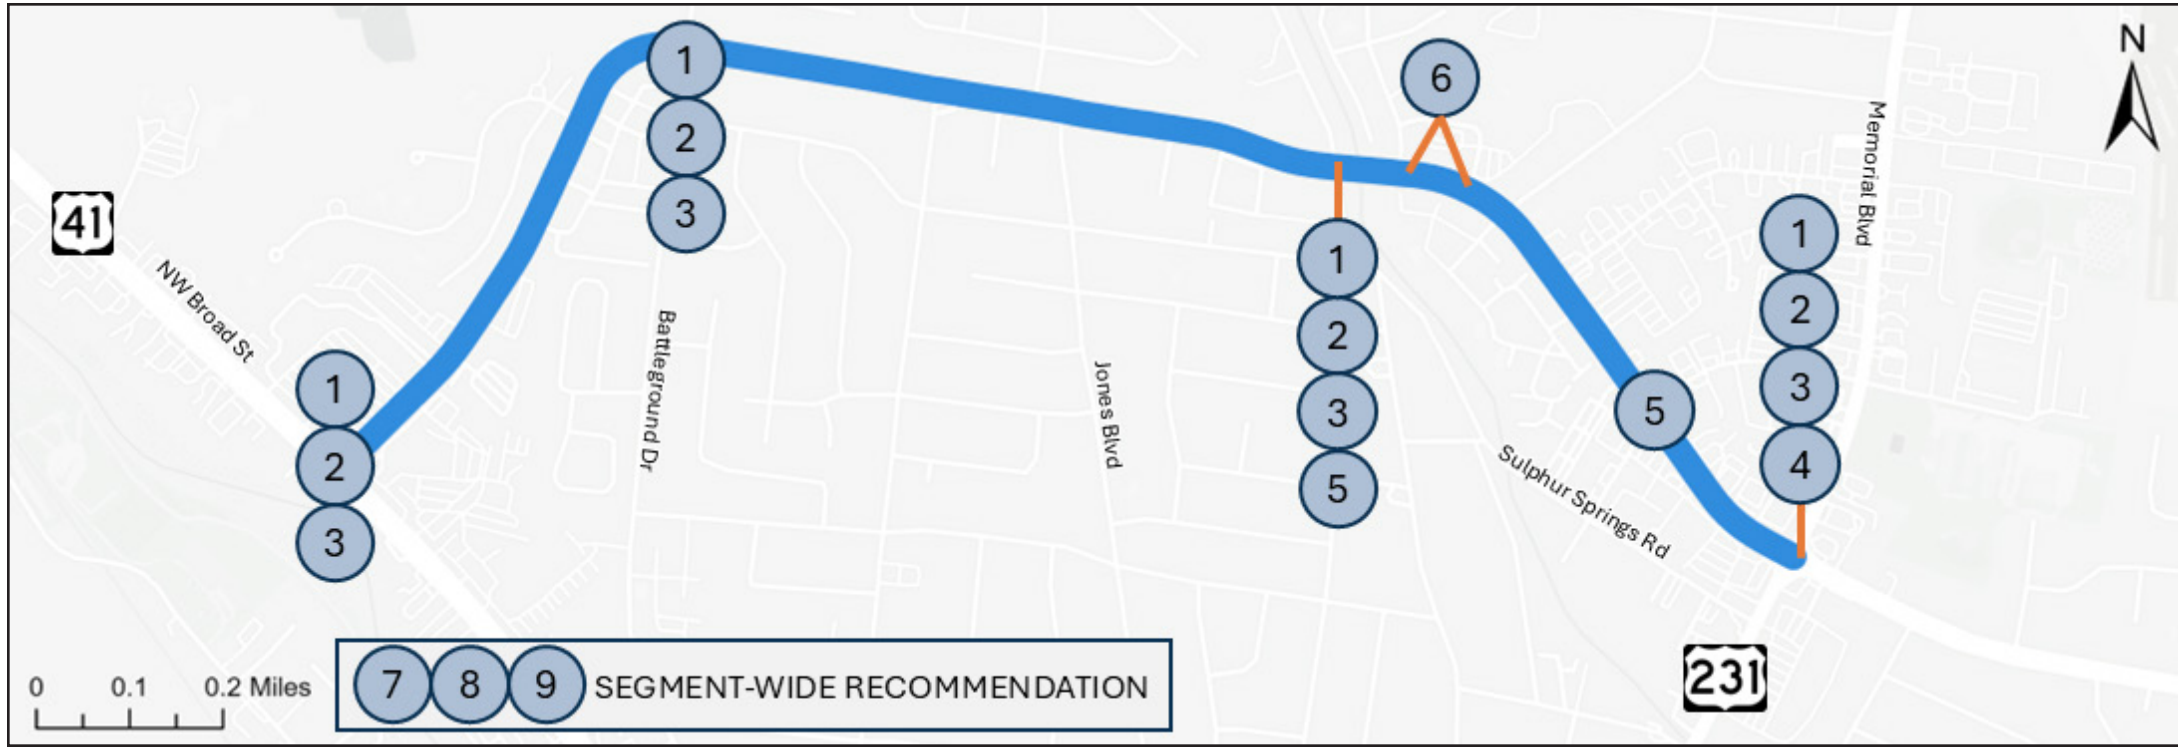 N
6
1
2
3
41
NW Broad St
1
2
3
Battleground Dr
Jones Blvd
1
2
3
5
Sulphur Springs Rd
5
Memorial Blvd
1
2
3
4
231
0 0.1 0.2 Miles
7 8 9 SEGMENT-WIDE RECOMMENDATION